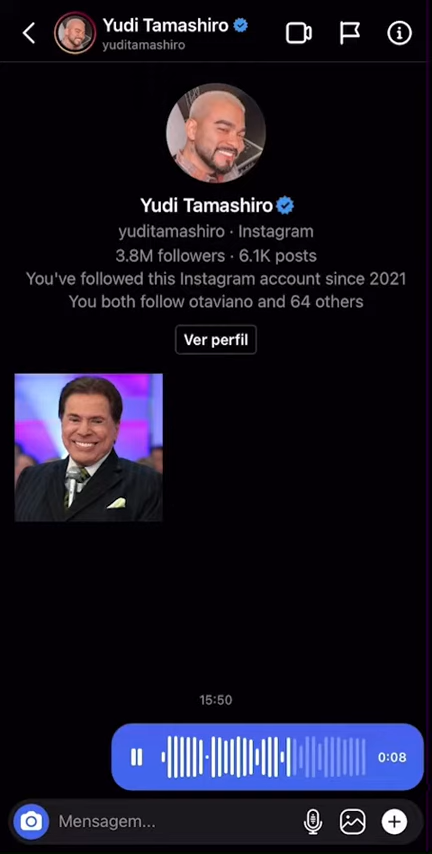 Yudi Tamashiro
yuditamashiro
Yudi Tamashiro
yuditamashiro · Instagram
3.8M followers · 6.1K posts
You've followed this Instagram account since 2021
You both follow otaviano and 64 others
Ver perfil
15:50
0:08
Mensagem...